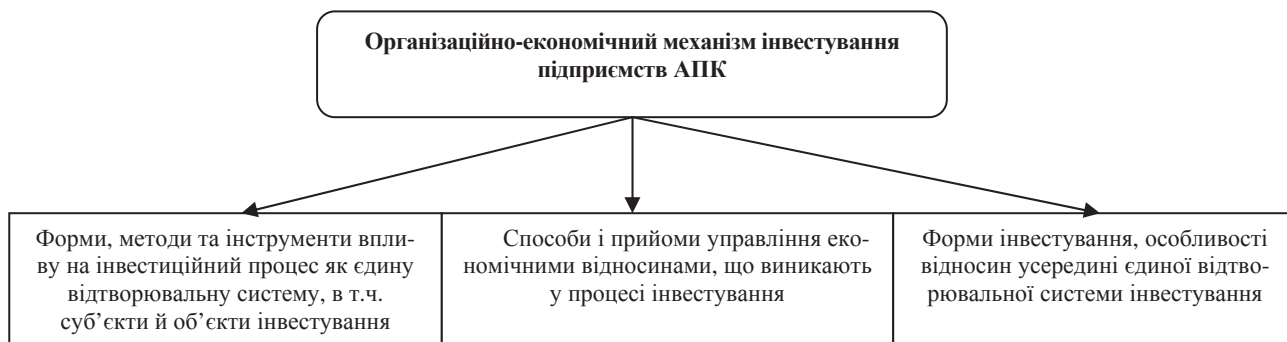 Організаційно-економічний механізм інвестування
підприємств АПК
Форми, методи та інструменти впли-
ву на інвестиційний процес як єдину
відтворювальну систему, в т.ч.
суб’єкти й об’єкти інвестування
Способи і прийоми управління еко-
номічними відносинами, що виникають
у процесі інвестування
Форми інвестування, особливості
відносин усередині єдиної відтво-
рювальної системи інвестування